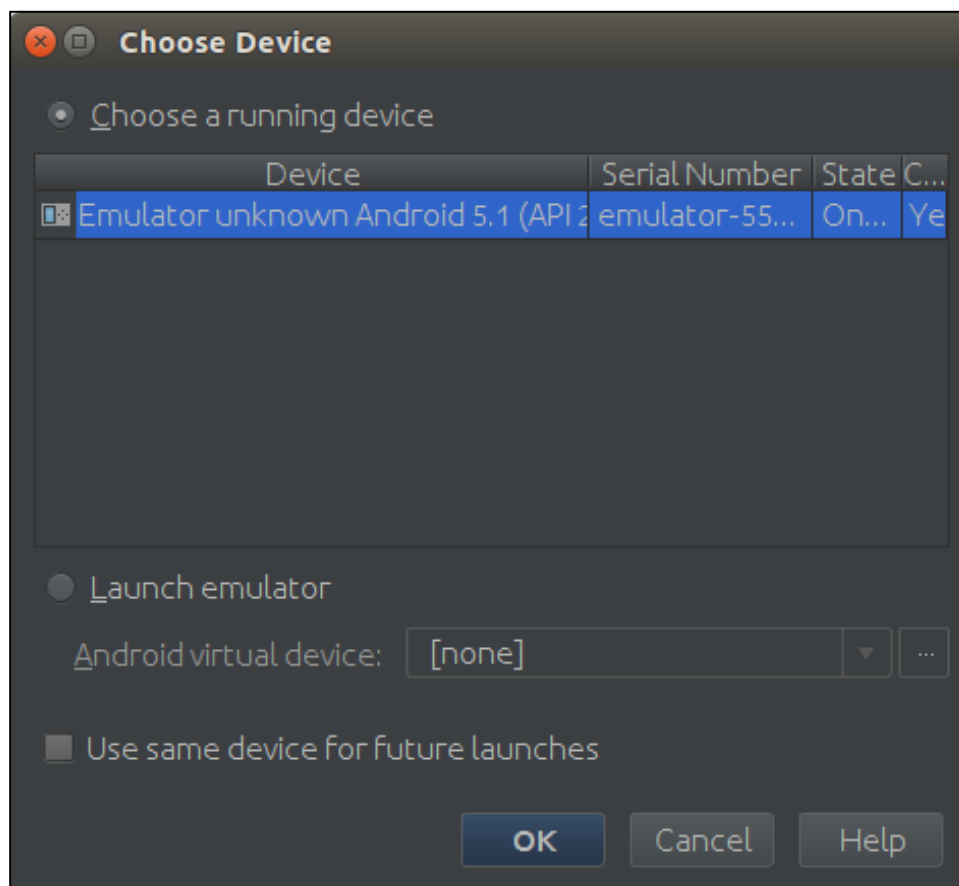 Choose Device
Choose a running device
Device Serial Number State C...
Emulator unknown Android 5.1 (API 2 emulator-55... On... Ye
Launch emulator
Android virtual device: [none] ...
Use same device for future launches
OK Cancel Help